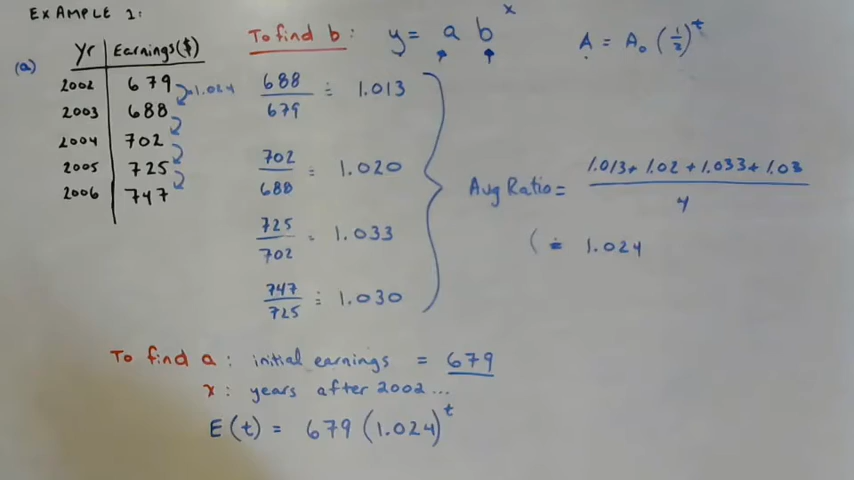 EXAMPLE 1:
(a)
Yr Earnings($)
2002 679
·1.024
2003 688
2004 702
2005 725
2006 747
To find b: y = a b^x
688/679 ≐ 1.013
702/688 ≐ 1.020
725/702 ≐ 1.033
747/725 ≐ 1.030
A = A₀ (1/2)^t
Avg Ratio = 1.013 + 1.02 + 1.033 + 1.03 / 4
( ≐ 1.024
To find a: initial earnings = 679
x: years after 2002...
E(t) = 679 (1.024)^t